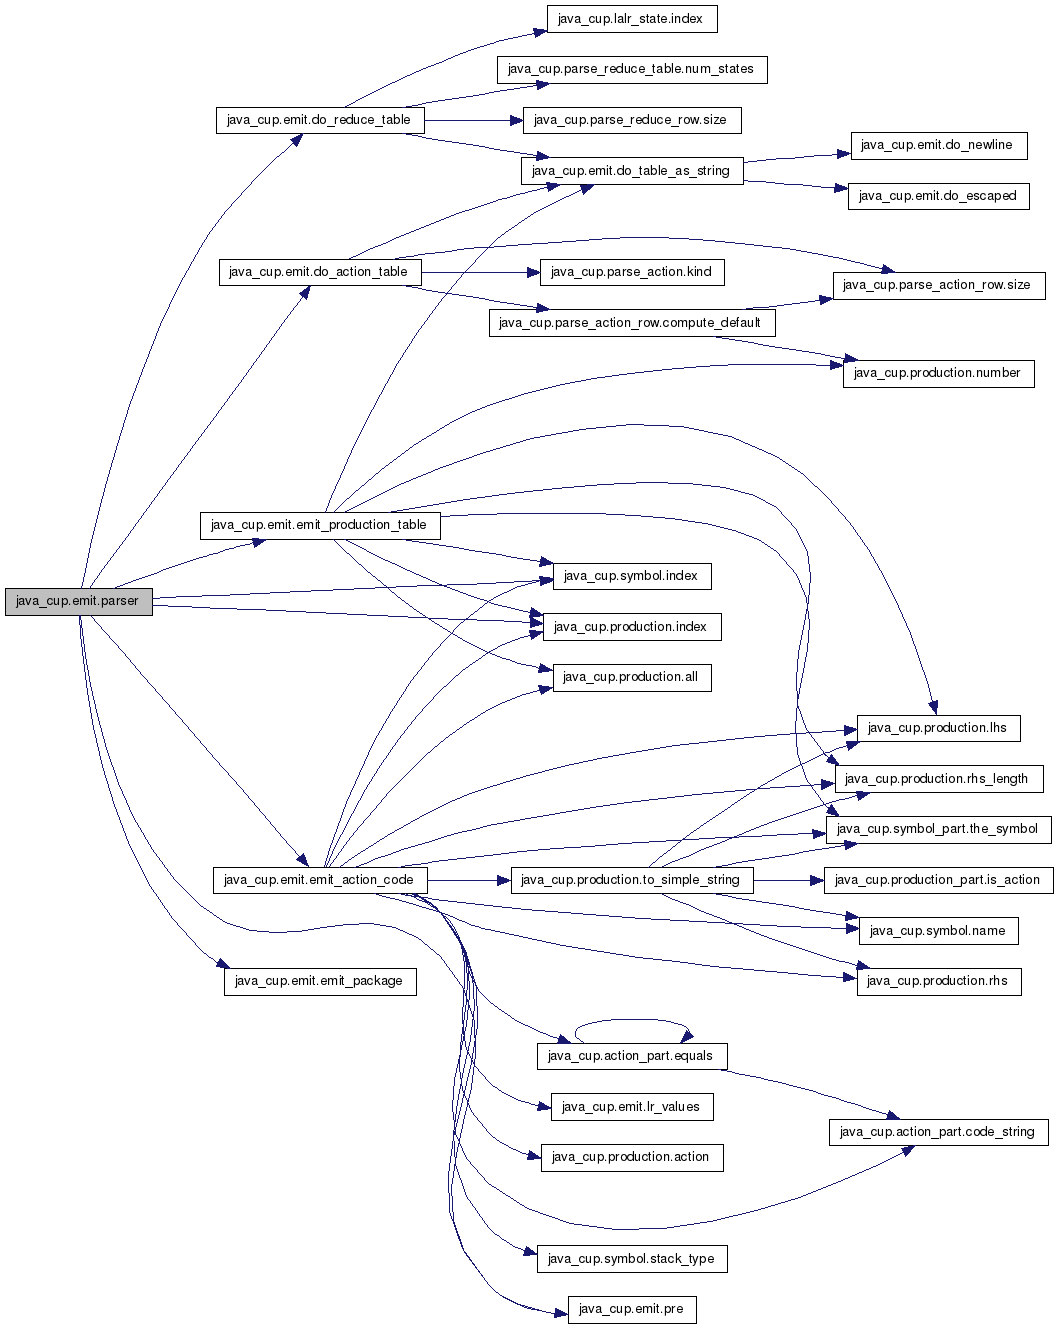 java_cup.lalr_state.index
java_cup.parse_reduce_table.num_states
java_cup.emit.do_reduce_table
java_cup.parse_reduce_row.size
java_cup.emit.do_newline
java_cup.emit.do_table_as_string
java_cup.emit.do_escaped
java_cup.emit.do_action_table
java_cup.parse_action.kind
java_cup.parse_action_row.size
java_cup.parse_action_row.compute_default
java_cup.production.number
java_cup.emit.emit_production_table
java_cup.symbol.index
java_cup.emit.parser
java_cup.production.index
java_cup.production.all
java_cup.production.lhs
java_cup.production.rhs_length
java_cup.symbol_part.the_symbol
java_cup.emit.emit_action_code
java_cup.production.to_simple_string
java_cup.production_part.is_action
java_cup.symbol.name
java_cup.emit.emit_package
java_cup.production.rhs
java_cup.action_part.equals
java_cup.emit.lr_values
java_cup.action_part.code_string
java_cup.production.action
java_cup.symbol.stack_type
java_cup.emit.pre